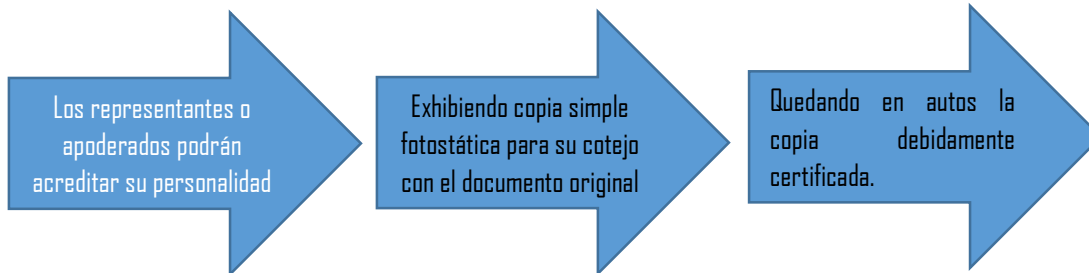 Los representantes o
apoderados podrán
acreditar su personalidad
Exhibiendo copia simple
fotostática para su cotejo
con el documento original
Quedando en autos la
copia debidamente
certificada.